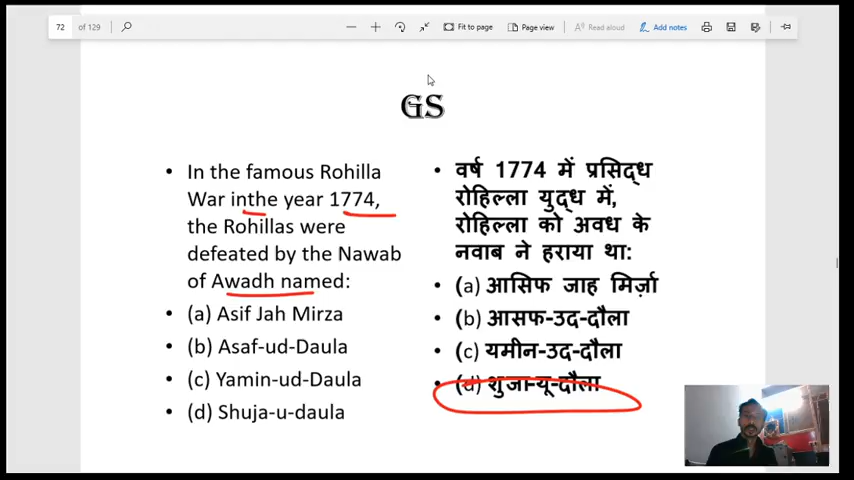 72 of 129
Fit to page
Page view
Read aloud
Add notes
GS
In the famous Rohilla
War inthe year 1774,
the Rohillas were
defeated by the Nawab
of Awadh named:
(a) Asif Jah Mirza
(b) Asaf-ud-Daula
(c) Yamin-ud-Daula
(d) Shuja-u-daula
वर्ष 1774 में प्रसिद्ध
रोहिल्ला युद्ध में,
रोहिल्ला को अवध के
नवाब ने हराया था:
(a) आसिफ जाह मिर्ज़ा
(b) आसफ-उद-दौला
(c) यमीन-उद-दौला
(d) शुजा-यू-दौला